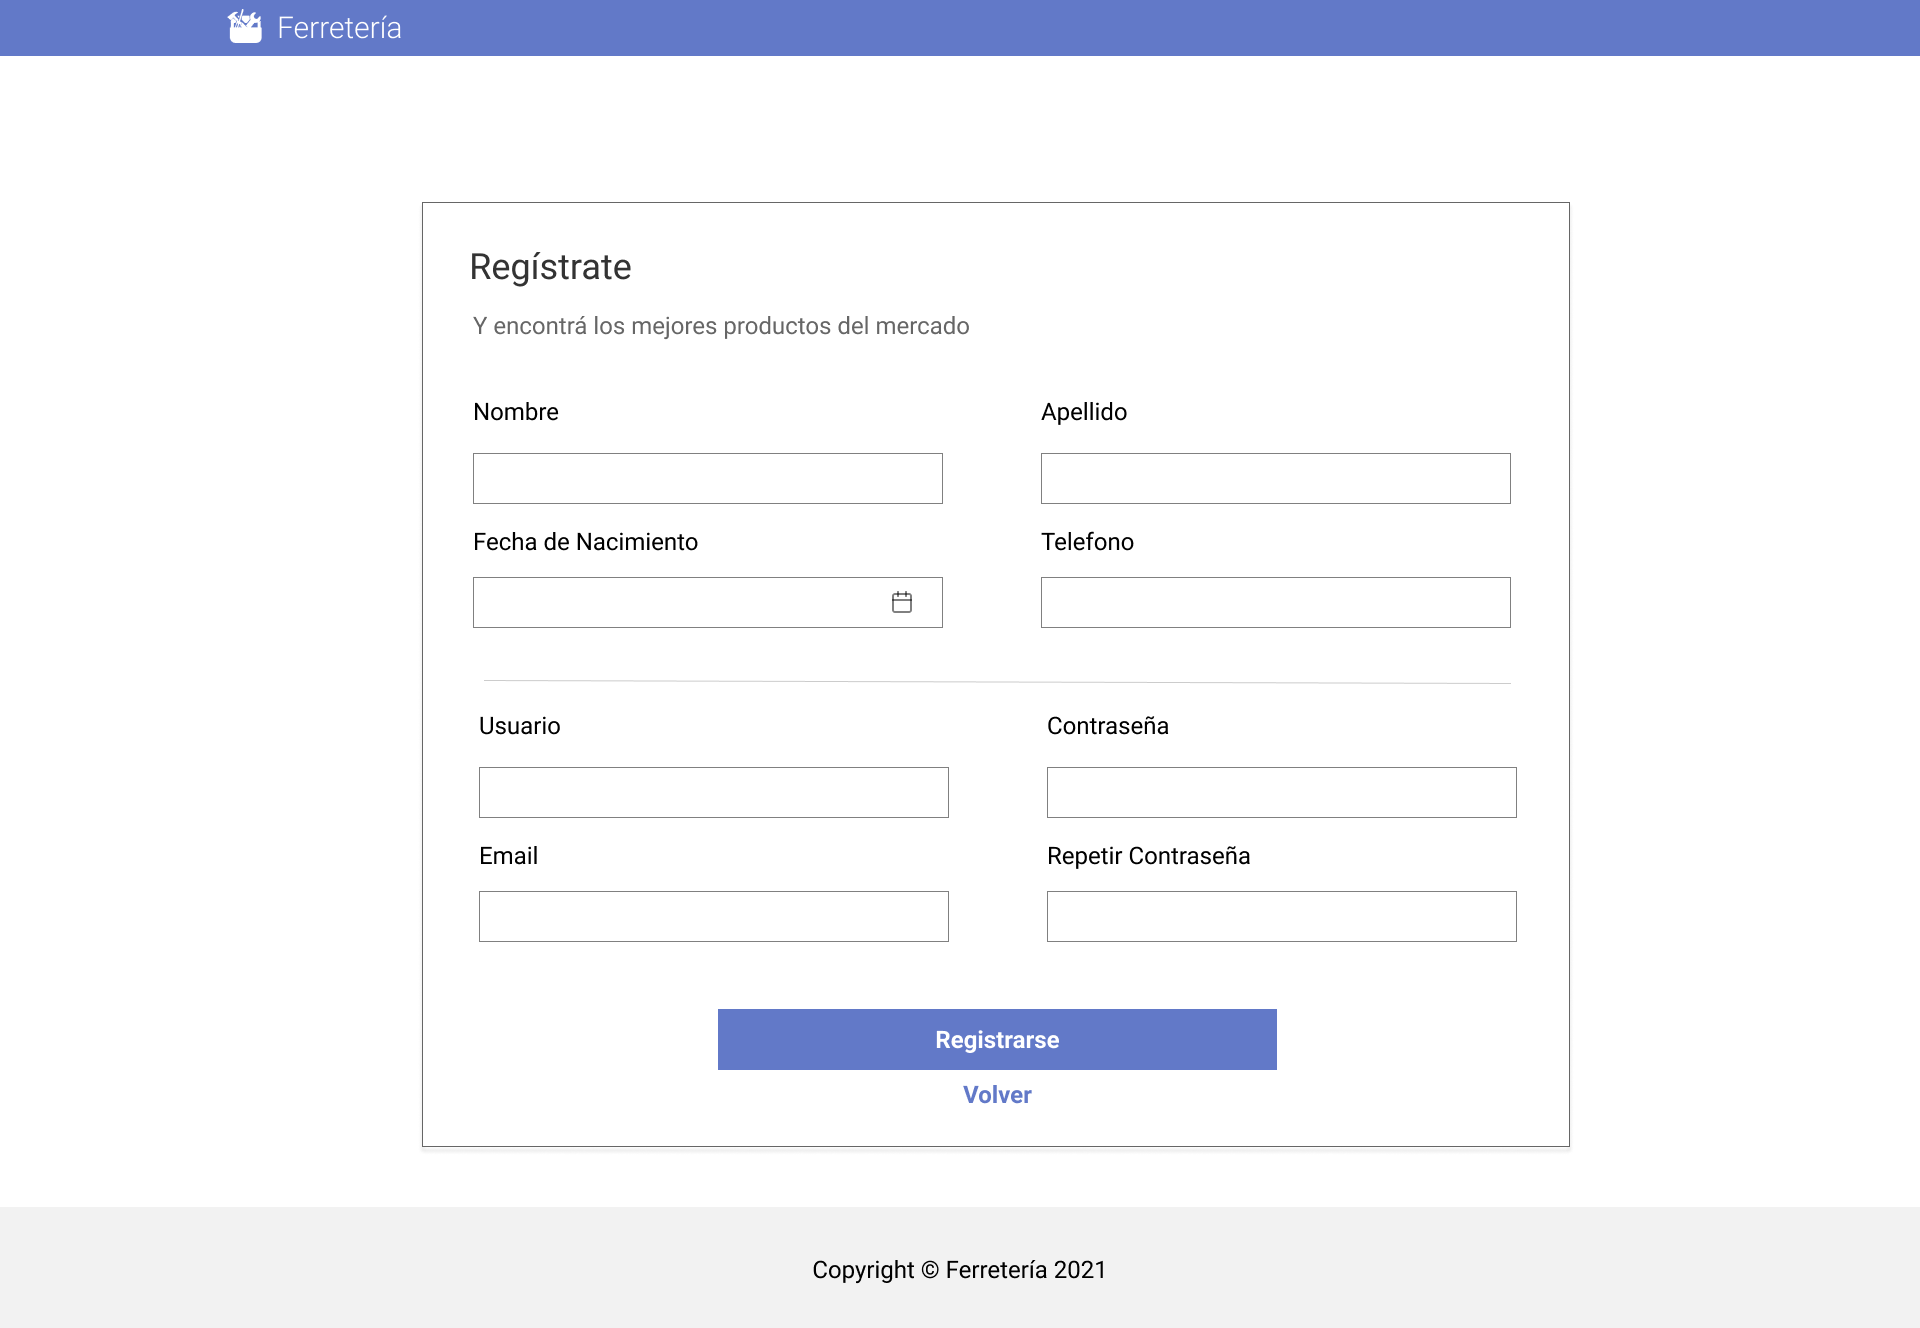 Ferretería
Regístrate
Y encontrá los mejores productos del mercado
Nombre
Apellido
Fecha de Nacimiento
Telefono
Usuario
Contraseña
Email
Repetir Contraseña
Registrarse
Volver
Copyright © Ferretería 2021